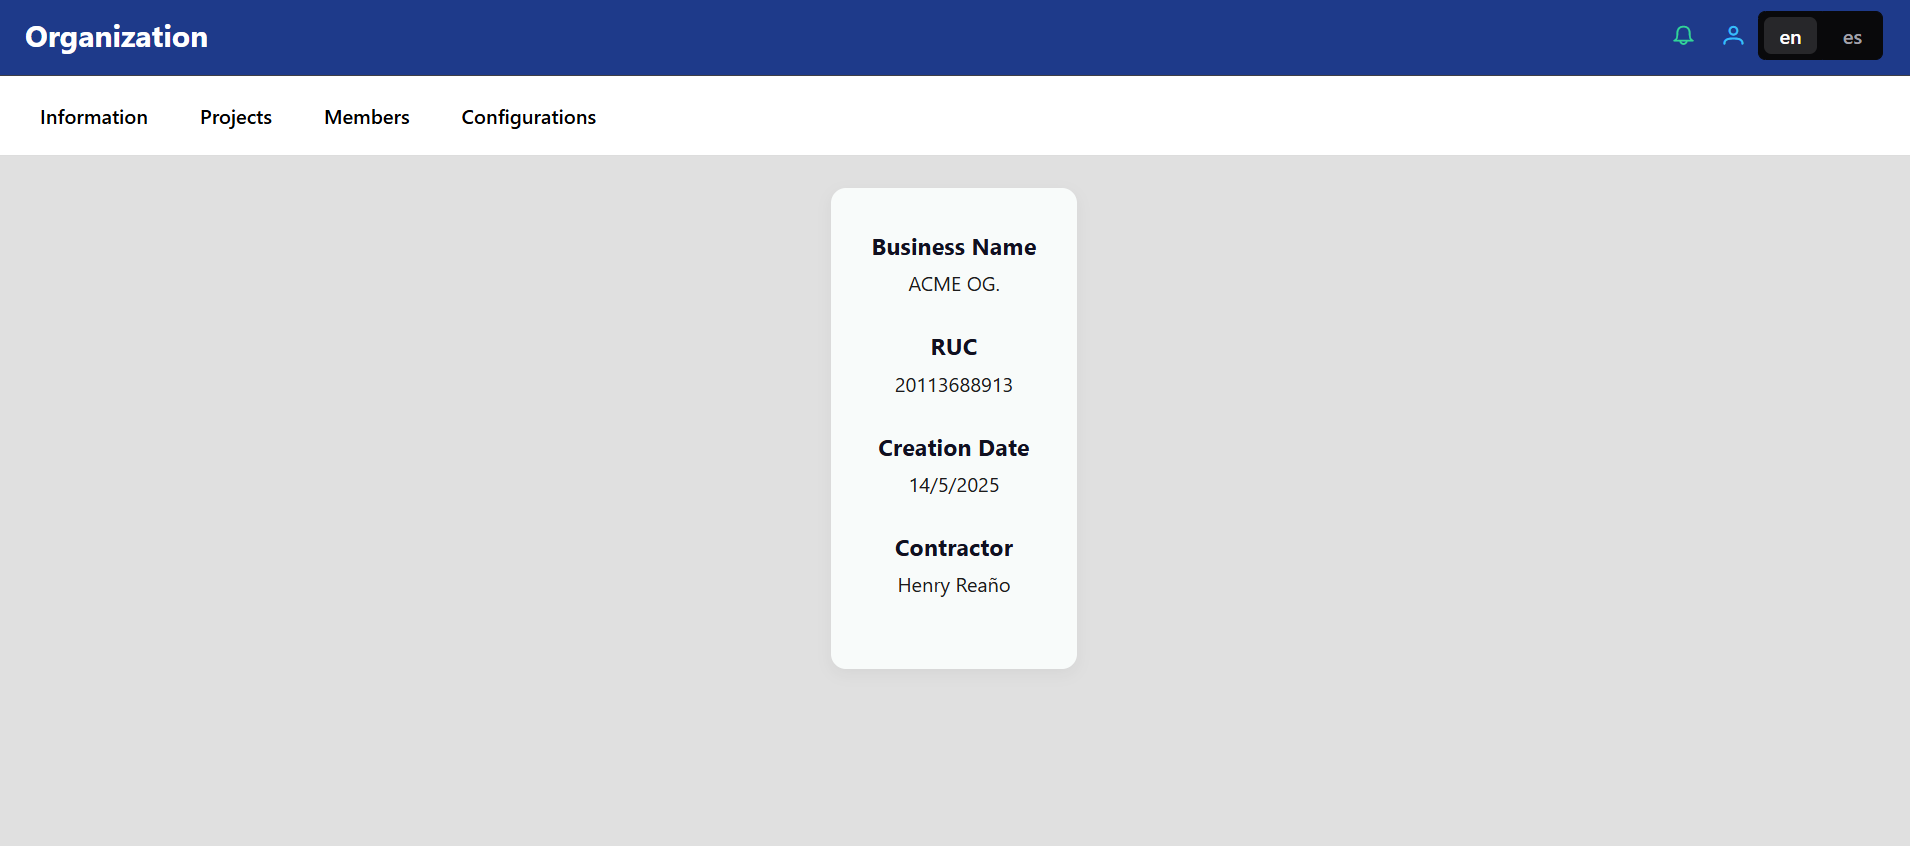 Organization
en es
Information Projects Members Configurations
Business Name
ACME OG.
RUC
20113688913
Creation Date
14/5/2025
Contractor
Henry Reaño